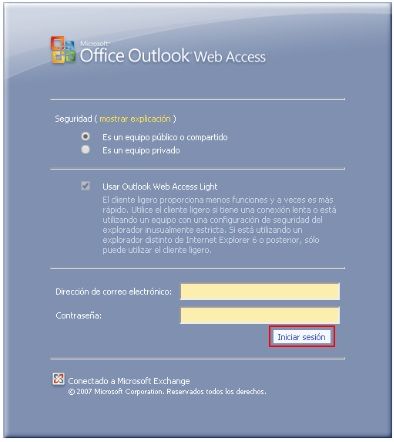 Microsoft®
Office Outlook® Web Access
Seguridad ( mostrar explicación )
Es un equipo público o compartido
Es un equipo privado
Usar Outlook Web Access Light
El cliente ligero proporciona menos funciones y a veces es más
rápido. Utilice el cliente ligero si tiene una conexión lenta o está
utilizando un equipo con una configuración de seguridad del
explorador inusualmente estricta. Si está utilizando un
explorador distinto de Internet Explorer 6 o posterior, sólo
puede utilizar el cliente ligero.
Dirección de correo electrónico:
Contraseña:
Iniciar sesión
Conectado a Microsoft Exchange
© 2007 Microsoft Corporation. Reservados todos los derechos.